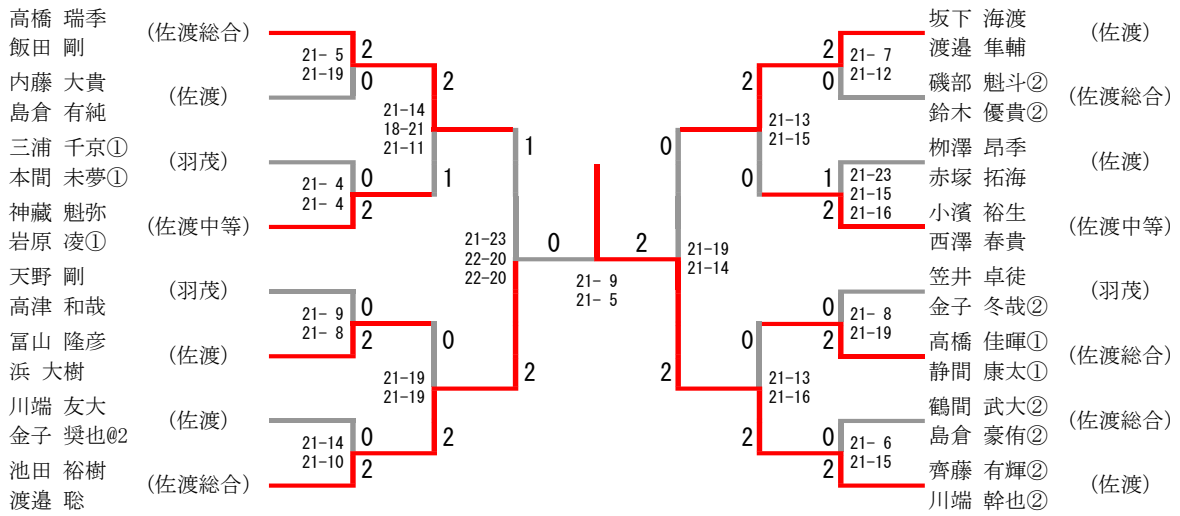 高橋 瑞季
飯田 剛
(佐渡総合)
内藤 大貴
島倉 有純
(佐渡)
三浦 千京①
本間 未夢①
(羽茂)
神藏 魁弥
岩原 凌①
(佐渡中等)
天野 剛
高津 和哉
(羽茂)
冨山 隆彦
浜 大樹
(佐渡)
川端 友大
金子 奨也@2
(佐渡)
池田 裕樹
渡邉 聡
(佐渡総合)
2
21- 5
21-19
0
0
21- 4
21- 4
2
0
21- 9
21- 8
2
0
21-14
21-10
2
2
21-14
18-21
21-11
1
0
21-19
21-19
2
1
21-23
22-20
22-20
2
0
2
21- 9
21- 5
0
21-19
21-14
2
2
21-13
21-15
0
0
21-13
21-16
2
2
21- 7
21-12
0
1
21-23
21-15
21-16
2
0
21- 8
21-19
2
0
21- 6
21-15
2
坂下 海渡
渡邉 隼輔
(佐渡)
磯部 魁斗②
鈴木 優貴②
(佐渡総合)
栁澤 昂季
赤塚 拓海
(佐渡)
小濱 裕生
西澤 春貴
(佐渡中等)
笠井 卓徒
金子 冬哉②
(羽茂)
高橋 佳暉①
静間 康太①
(佐渡総合)
鶴間 武大②
島倉 豪侑②
(佐渡総合)
齊藤 有輝②
川端 幹也②
(佐渡)